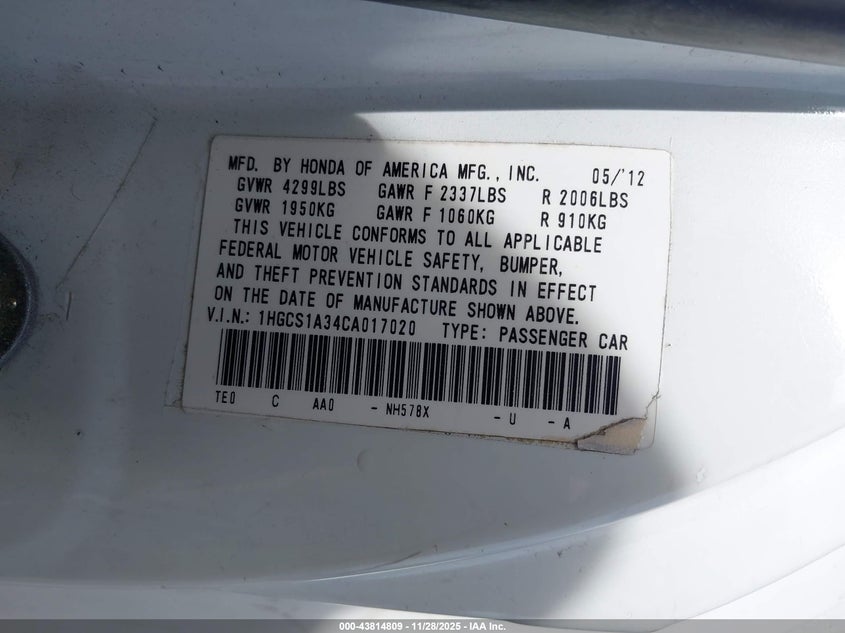 MFD. BY HONDA OF AMERICA MFG., INC. 05/'12
GVWR 4299LBS GAWR F 2337LBS R 2006LBS
GVWR 1950KG GAWR F 1060KG R 910KG
THIS VEHICLE CONFORMS TO ALL APPLICABLE
FEDERAL MOTOR VEHICLE SAFETY, BUMPER,
AND THEFT PREVENTION STANDARDS IN EFFECT
ON THE DATE OF MANUFACTURE SHOWN ABOVE.
V.I.N.: 1HGCS1A34CA017020 TYPE: PASSENGER CAR
TE0 C AA0 - NH578X - U - A
000-43814809 - 11/28/2025 - IAA Inc.